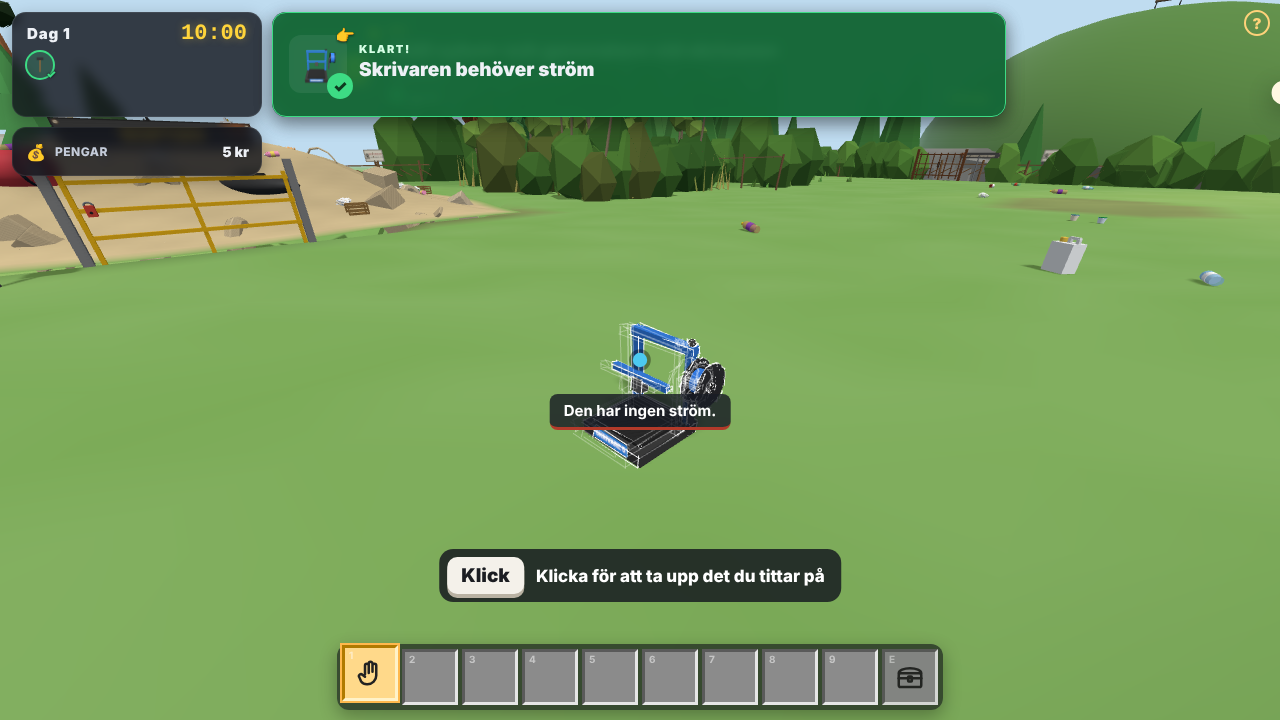 Dag 1
10:00
KLART!
Skrivaren behöver ström
?
PENGAR
5 kr
Den har ingen ström.
Klick
Klicka för att ta upp det du tittar på
1
2
3
4
5
6
7
8
9
E